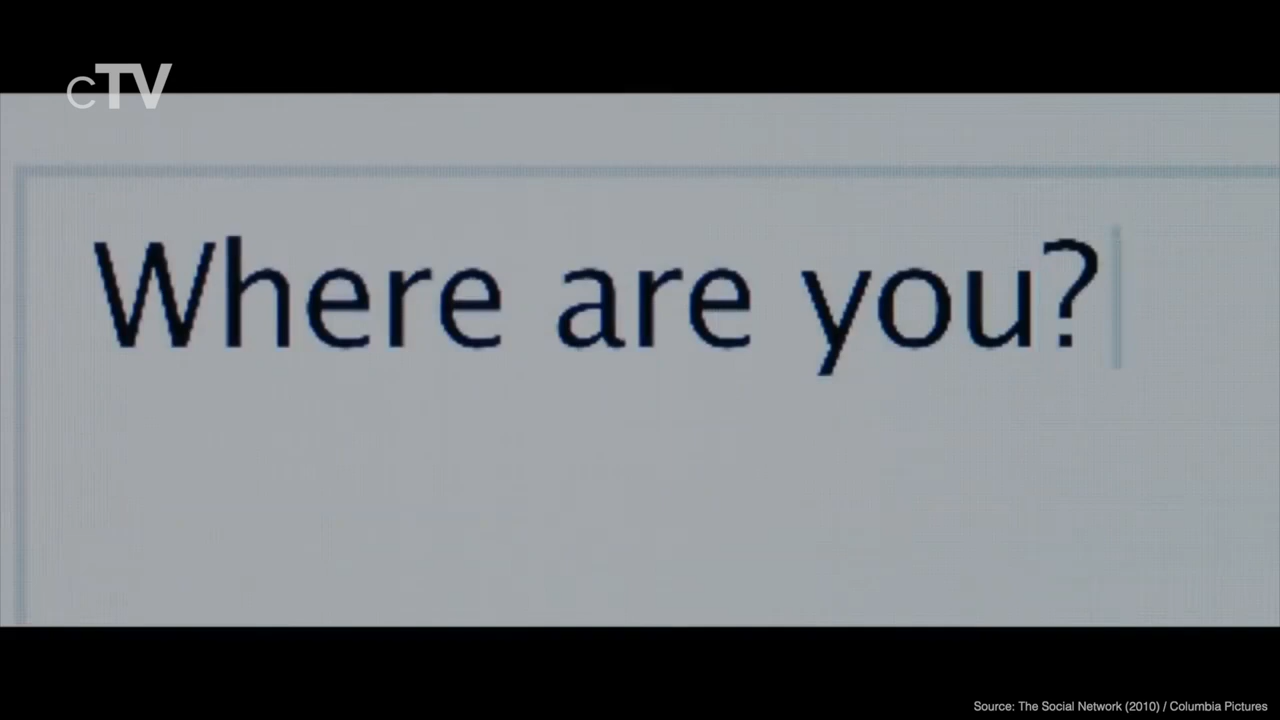 cTV
Where are you?
Source: The Social Network (2010) / Columbia Pictures